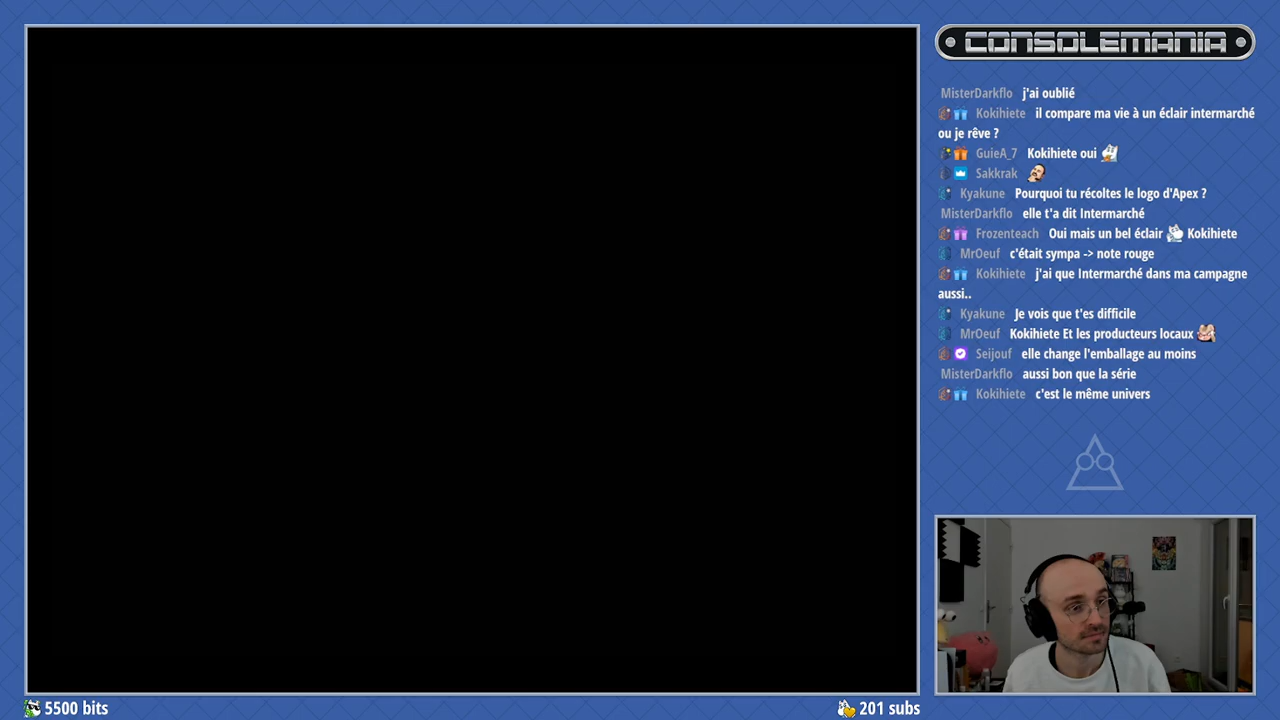 CONSOLEMANIA
MisterDarkflo j'ai oublié
Kokihiete il compare ma vie à un éclair intermarché
ou je rêve ?
GuieA_7 Kokihiete oui
Sakkrak
Kyakune Pourquoi tu récoltes le logo d'Apex ?
MisterDarkflo elle t'a dit Intermarché
Frozenteach Oui mais un bel éclair Kokihiete
MrOeuf c'était sympa -> note rouge
Kokihiete j'ai que Intermarché dans ma campagne
aussi..
Kyakune Je vois que t'es difficile
MrOeuf Kokihiete Et les producteurs locaux
Seijouf elle change l'emballage au moins
MisterDarkflo aussi bon que la série
Kokihiete c'est le même univers
5500 bits
201 subs